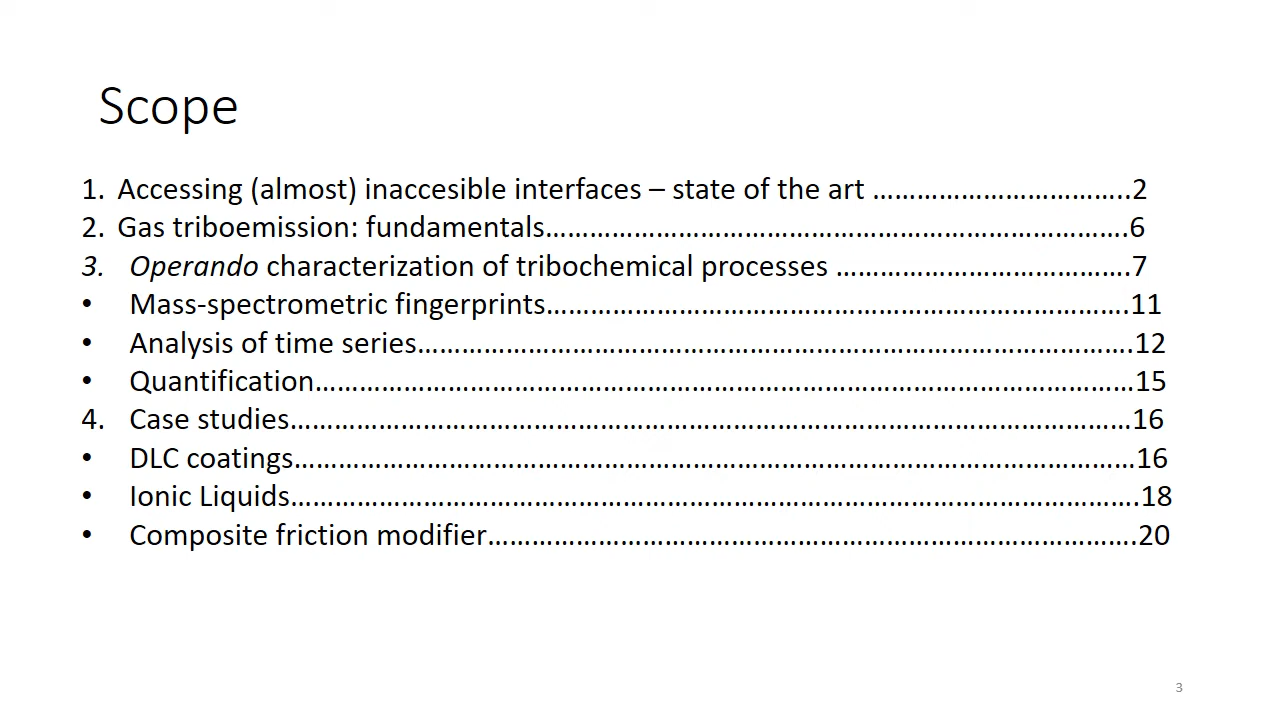 Scope
1. Accessing (almost) inaccesible interfaces – state of the art ……………………………..2
2. Gas triboemission: fundamentals…………………………………………………………………….6
3. Operando characterization of tribochemical processes ………………………………….7
• Mass-spectrometric fingerprints…………………………………………………………………….11
• Analysis of time series…………………………………………………………………………………….12
• Quantification…………………………………………………………………………………………………15
4. Case studies……………………………………………………………………………………………………16
• DLC coatings……………………………………………………………………………………………………16
• Ionic Liquids…………………………………………………………………………………………………….18
• Composite friction modifier…………………………………………………………………………….20
3